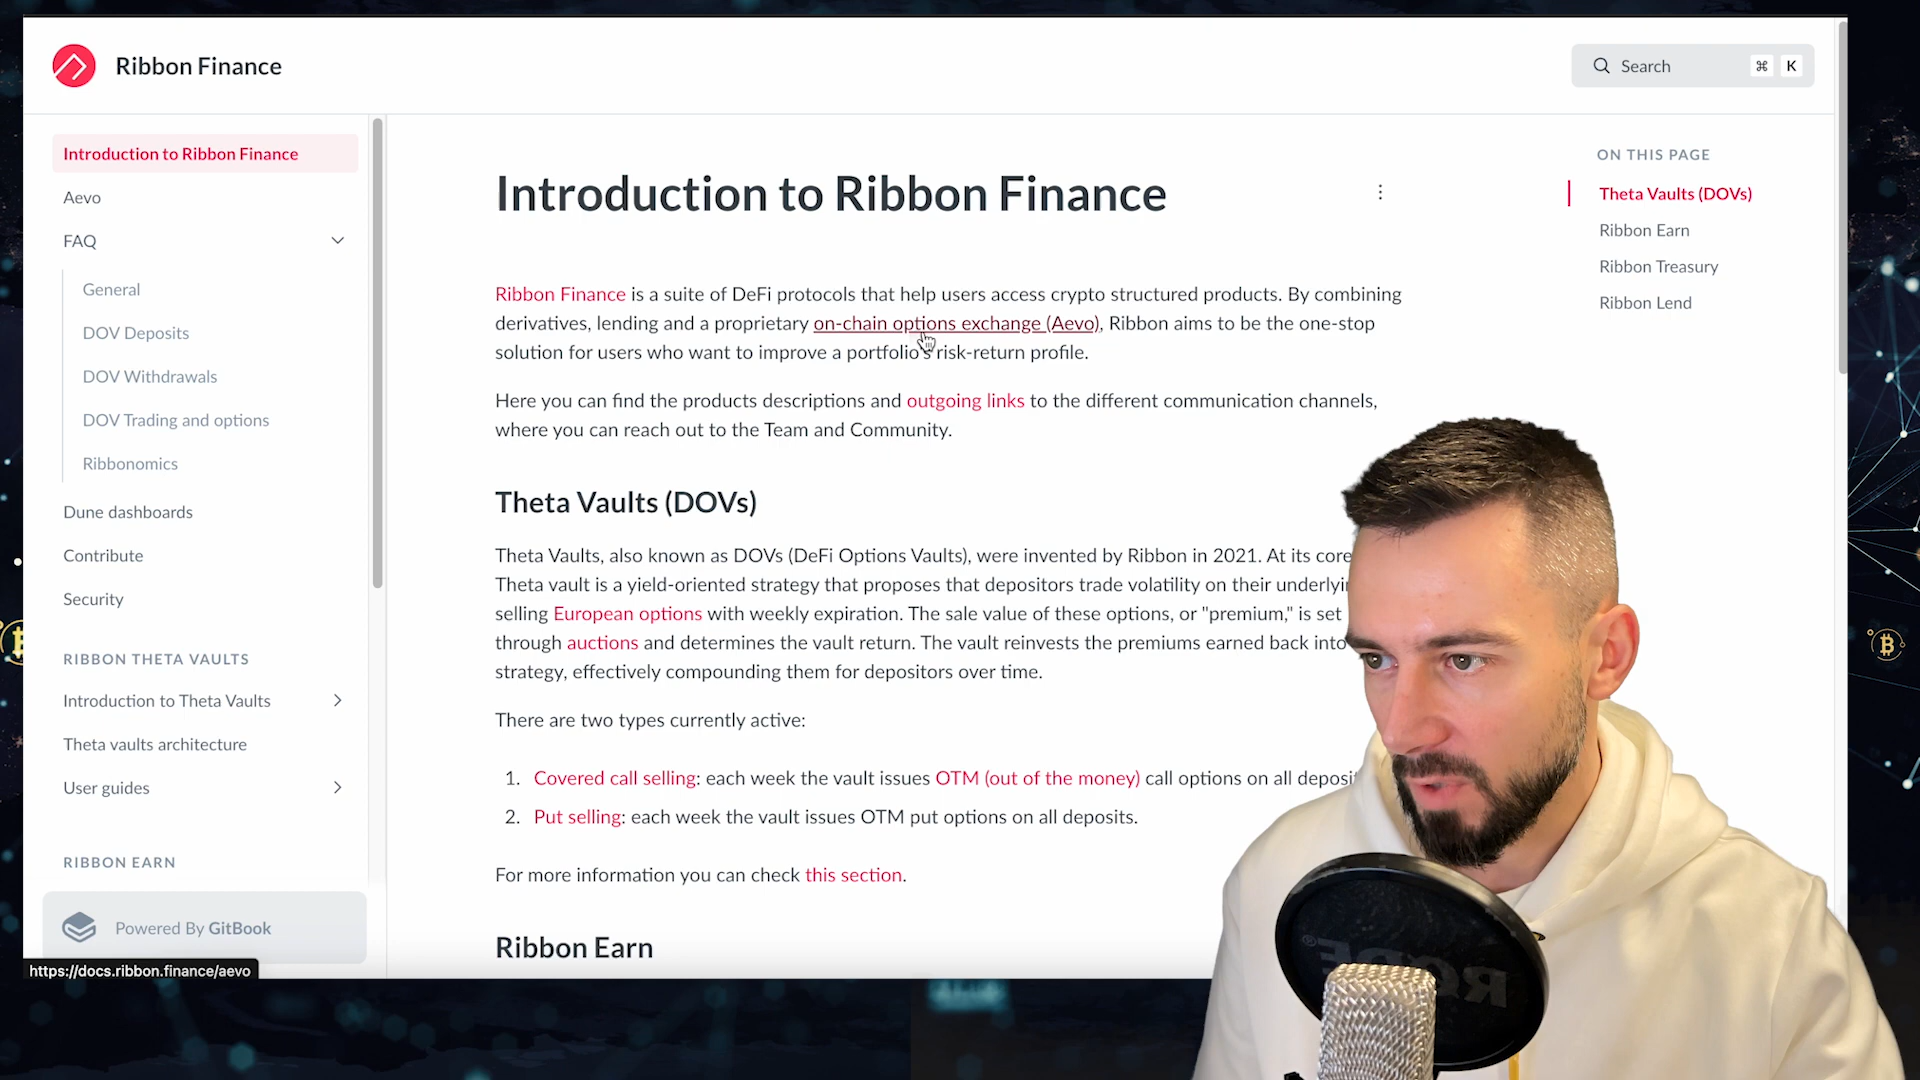 Ribbon Finance
Search ⌘ K
Introduction to Ribbon Finance
Aevo
FAQ
General
DOV Deposits
DOV Withdrawals
DOV Trading and options
Ribbonomics
Dune dashboards
Contribute
Security
RIBBON THETA VAULTS
Introduction to Theta Vaults
Theta vaults architecture
User guides
RIBBON EARN
Powered By GitBook
https://docs.ribbon.finance/aevo
Introduction to Ribbon Finance
Ribbon Finance is a suite of DeFi protocols that help users access crypto structured products. By combining
derivatives, lending and a proprietary on-chain options exchange (Aevo), Ribbon aims to be the one-stop
solution for users who want to improve a portfolio's risk-return profile.
Here you can find the products descriptions and outgoing links to the different communication channels,
where you can reach out to the Team and Community.
Theta Vaults (DOVs)
Theta Vaults, also known as DOVs (DeFi Options Vaults), were invented by Ribbon in 2021. At its core
Theta vault is a yield-oriented strategy that proposes that depositors trade volatility on their
selling European options with weekly expiration. The sale value of these options, or "premium," is set
through auctions and determines the vault return. The vault reinvests the premiums earned back into
strategy, effectively compounding them for depositors over time.
There are two types currently active:
1. Covered call selling: each week the vault issues OTM (out of the money) call options on all
2. Put selling: each week the vault issues OTM put options on all deposits.
For more information you can check this section.
Ribbon Earn
ON THIS PAGE
Theta Vaults (DOVs)
Ribbon Earn
Ribbon Treasury
Ribbon Lend